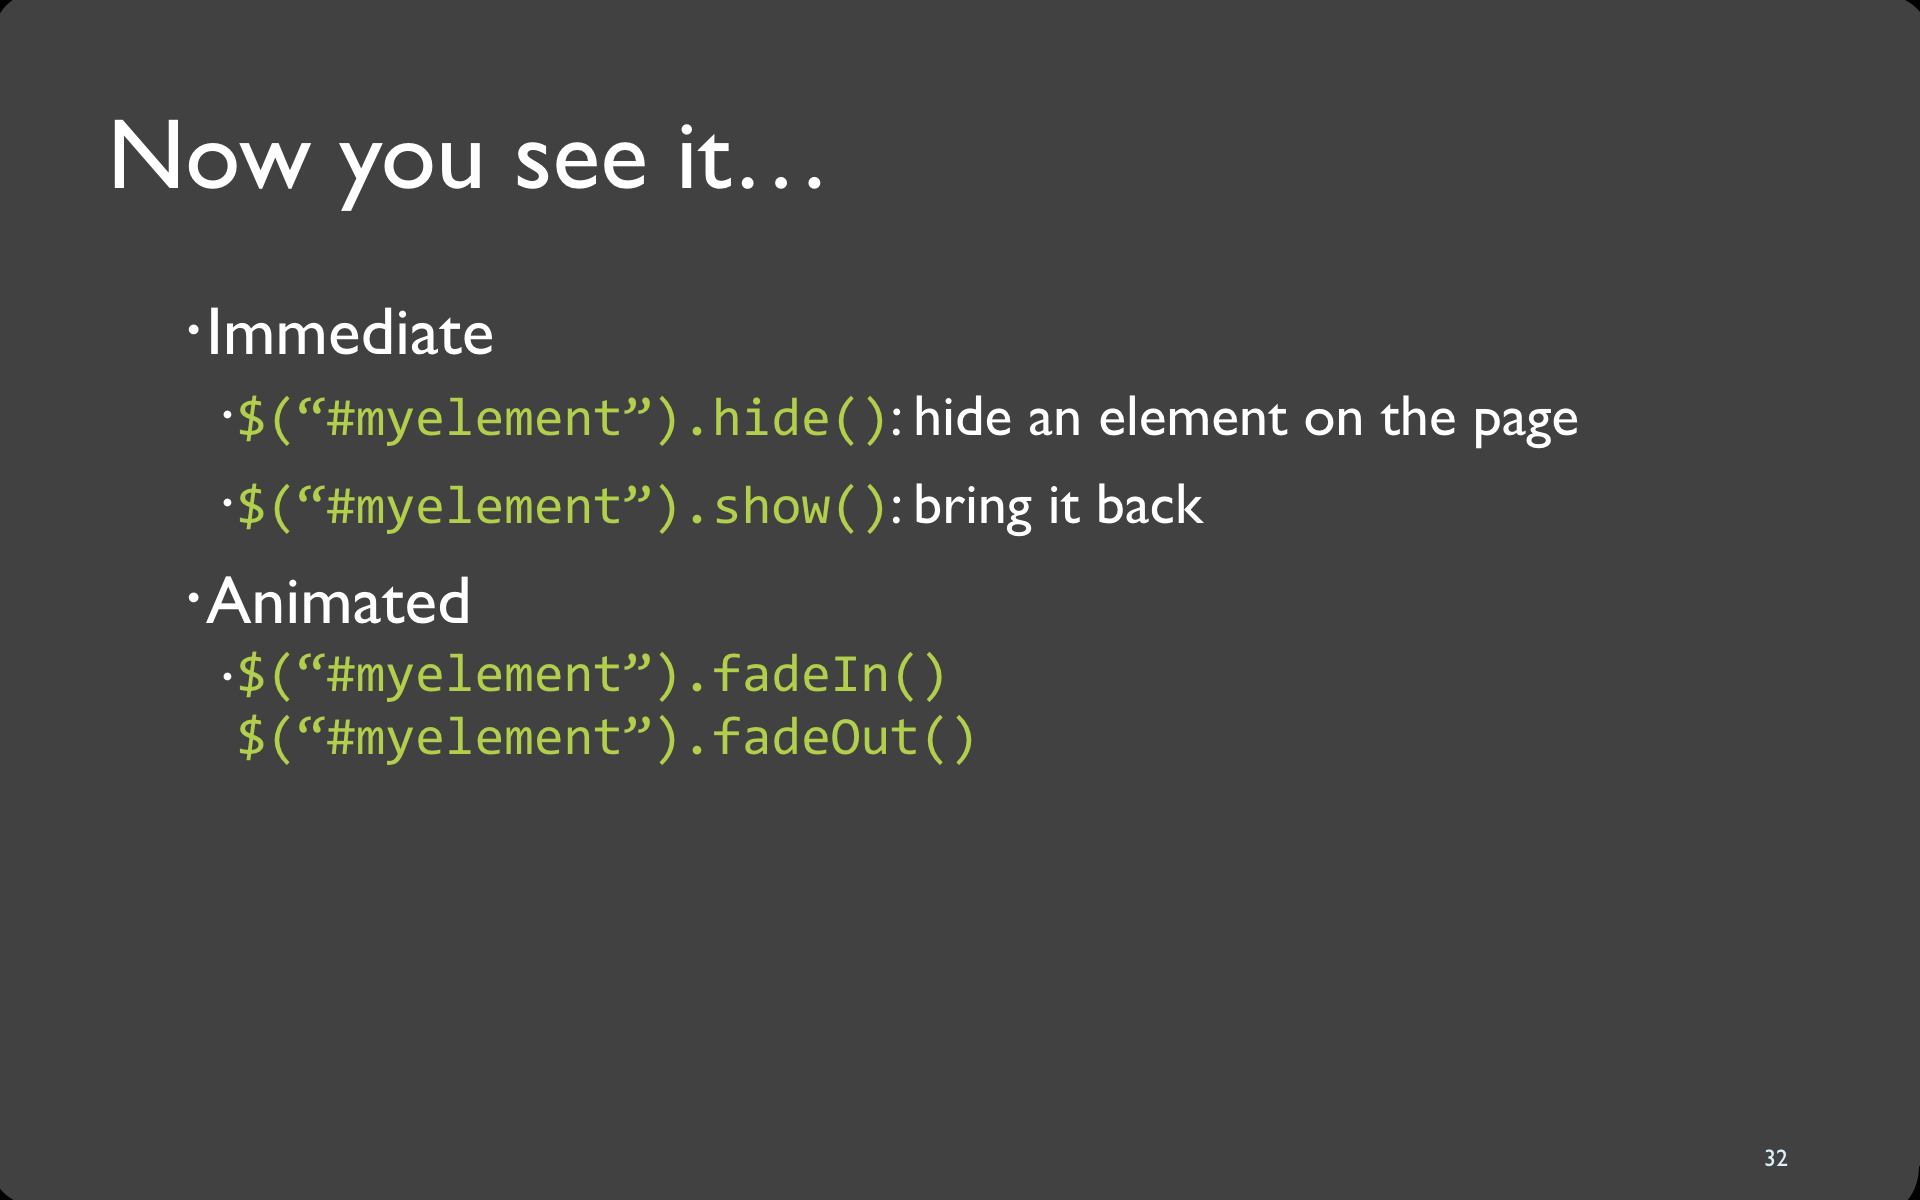 Now you see it…
·Immediate
·$(“#myelement”).hide(): hide an element on the page
·$(“#myelement”).show(): bring it back
·Animated
·$(“#myelement”).fadeIn()
$(“#myelement”).fadeOut()
32